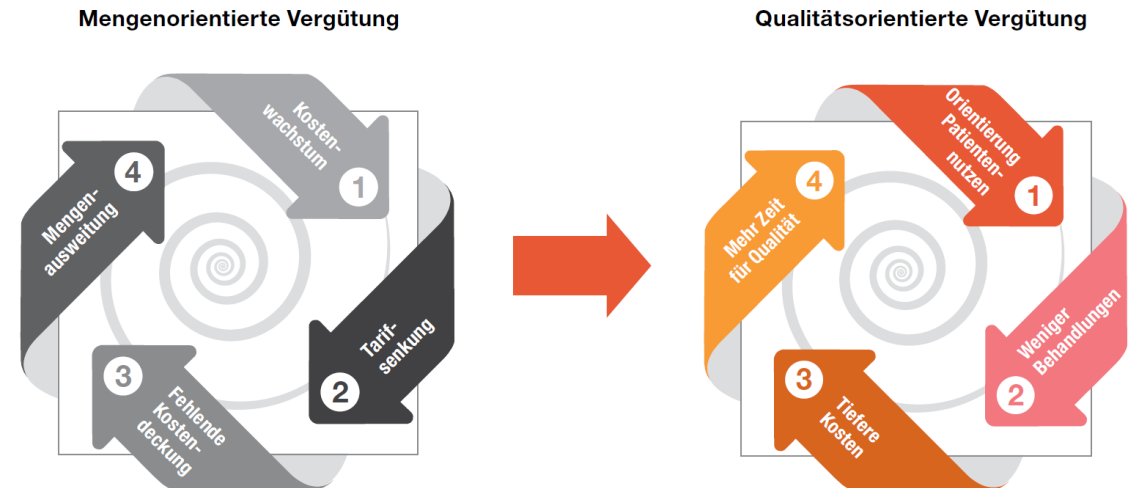 Mengenorientierte Vergütung
Kosten-
wachstum
1
Tarif-
senkung
2
Fehlende
Kosten-
deckung
3
Mengen-
ausweitung
4
Qualitätsorientierte Vergütung
Orientierung
Patienten-
nutzen
1
Weniger
Behandlungen
2
Tiefere
Kosten
3
Mehr Zeit
für Qualität
4